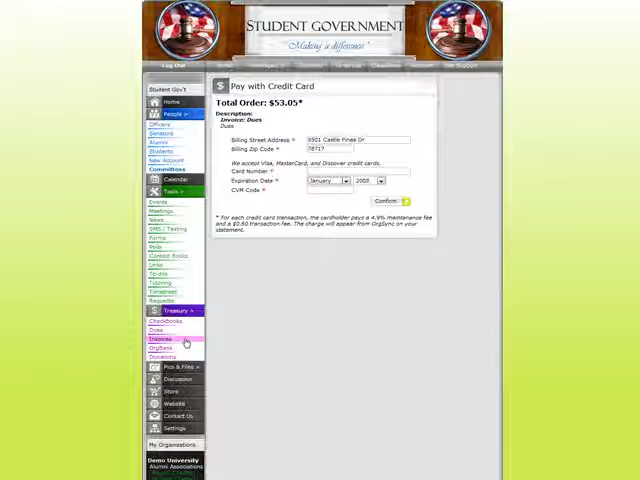 STUDENT GOVERNMENT
"Making a difference"
Log Out
Student Gov't
Home
People >
Officers
Senators
Alumni
Students
New Account
Committees
Calendar
Tools >
Events
Meetings
News
SMS / Texting
Forms
Polls
Contact Books
Links
To-dos
Tutoring
Timesheet
Requests
Treasury >
Checkbooks
Dues
Invoices
OrgBank
Donations
Pics & Files >
Discussion
Store
Website
Contact Us
Settings
My Organizations.
Demo University
Alumni Associations
$ Pay with Credit Card
Total Order: $53.05*
Description:
Invoice: Dues
Dues
Billing Street Address * 9501 Castle Pines Dr
Billing Zip Code * 78717
We accept Visa, MasterCard, and Discover credit cards.
Card Number *
Expiration Date * January 2008
CVM Code *
Confirm
* For each credit card transaction, the cardholder pays a 4.9% maintenance fee
and a $0.60 transaction fee. The charge will appear from OrgSync on your
statement.